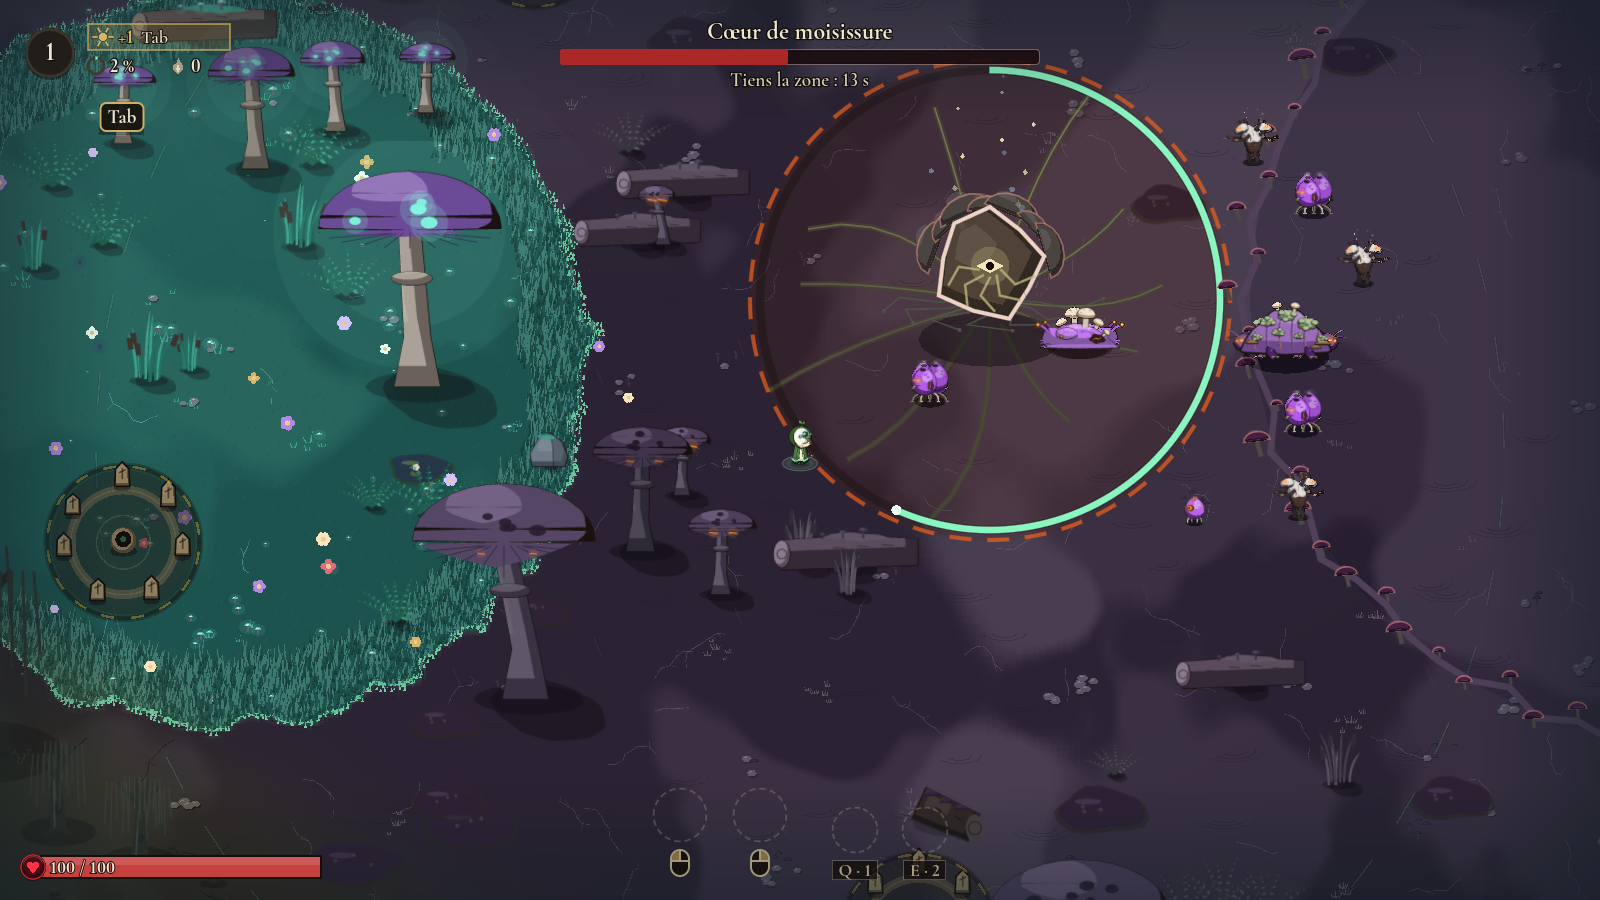 Cœur de moisissure
Tiens la zone : 13 s
1
+1 Tab
2 %
0
Tab
100 / 100
Q · 1
E · 2